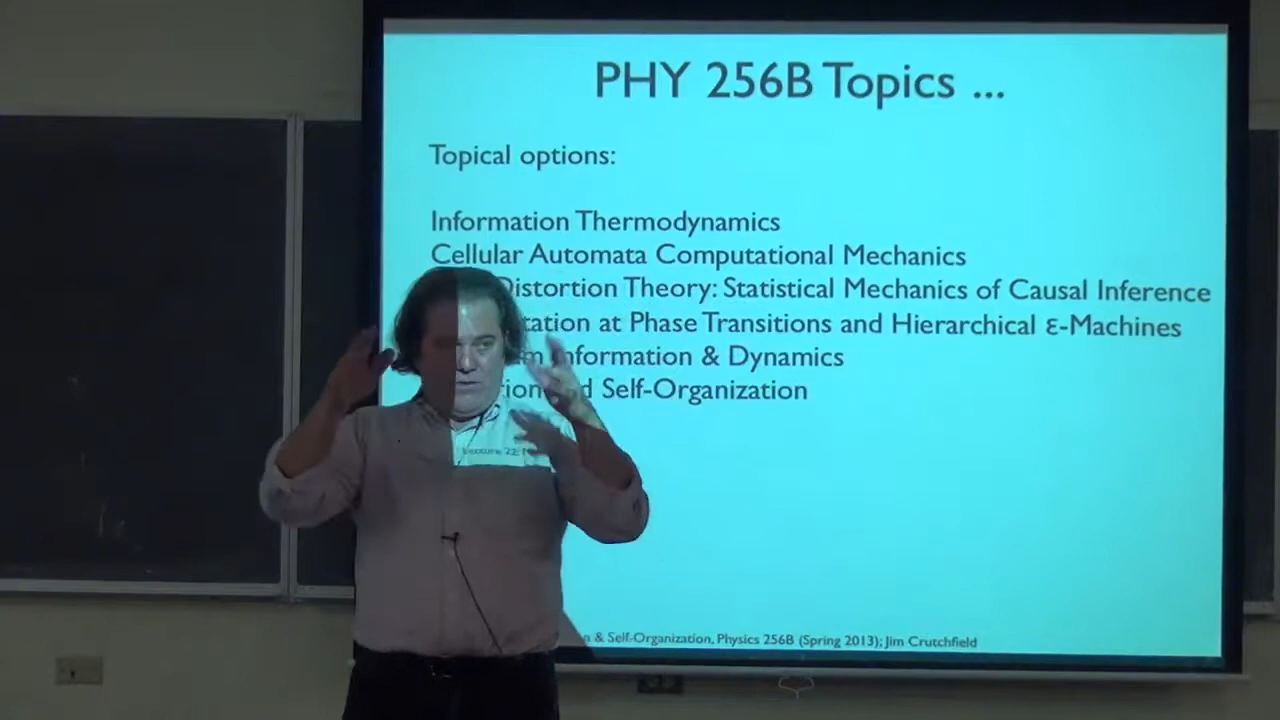 PHY 256B Topics ...
Topical options:
Information Thermodynamics
Cellular Automata Computational Mechanics
Distortion Theory: Statistical Mechanics of Causal Inference
at Phase Transitions and Hierarchical ε-Machines
Information & Dynamics
Self-Organization
& Self-Organization, Physics 256B (Spring 2013); Jim Crutchfield